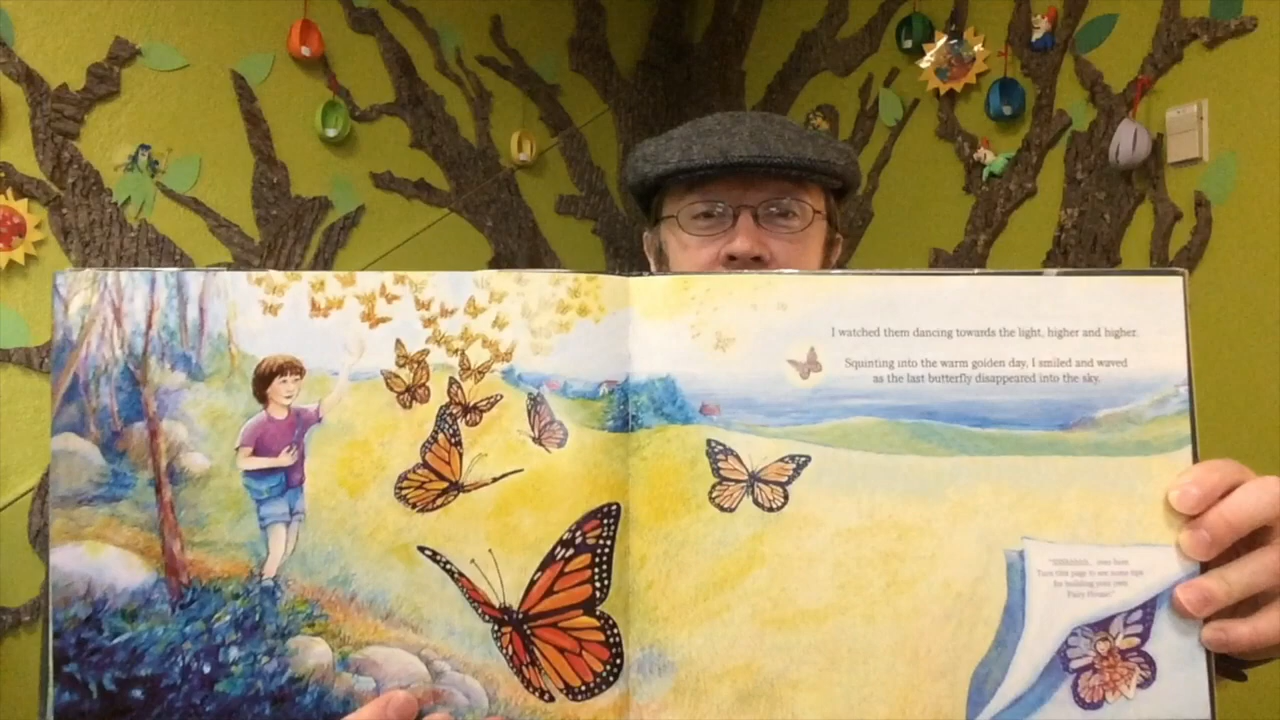 I watched them dancing towards the light, higher and higher.
Squinting into the warm golden day, I smiled and waved
as the last butterfly disappeared into the sky.
over here.
Turn this page to see some tips
for building your own
Fairy House!"